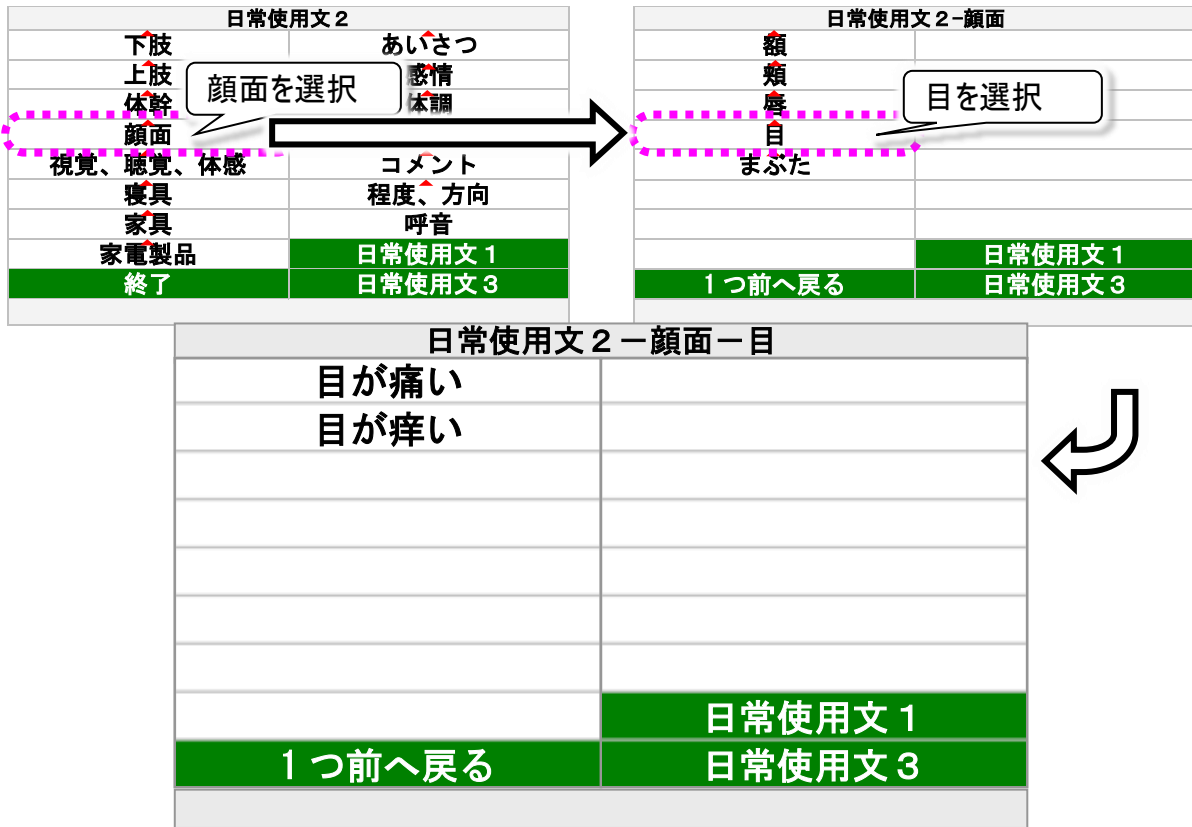 日常使用文２
下肢 あいさつ
上肢 感情
体幹 体調
顔面
視覚、聴覚、体感 コメント
寝具 程度、方向
家具 呼音
家電製品 日常使用文１
終了 日常使用文３
顔面を選択
日常使用文２-顔面
額
頬
唇
目
まぶた
日常使用文１
１つ前へ戻る 日常使用文３
目を選択
日常使用文２－顔面－目
目が痛い
目が痒い
日常使用文１
１つ前へ戻る 日常使用文３